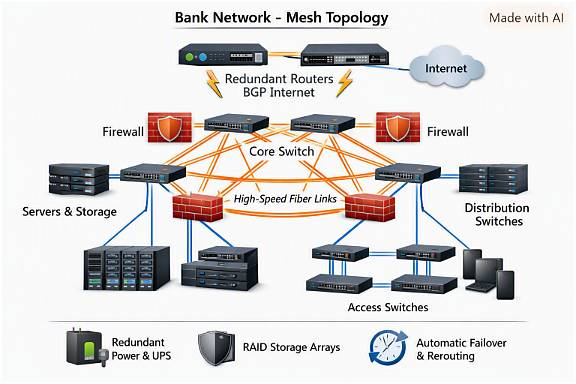 Bank Network - Mesh Topology
Made with AI
Internet
Redundant Routers
BGP Internet
Firewall
Firewall
Core Switch
Servers & Storage
High-Speed Fiber Links
Distribution
Switches
Access Switches
Redundant
Power & UPS
RAID Storage Arrays
Automatic Failover
& Rerouting